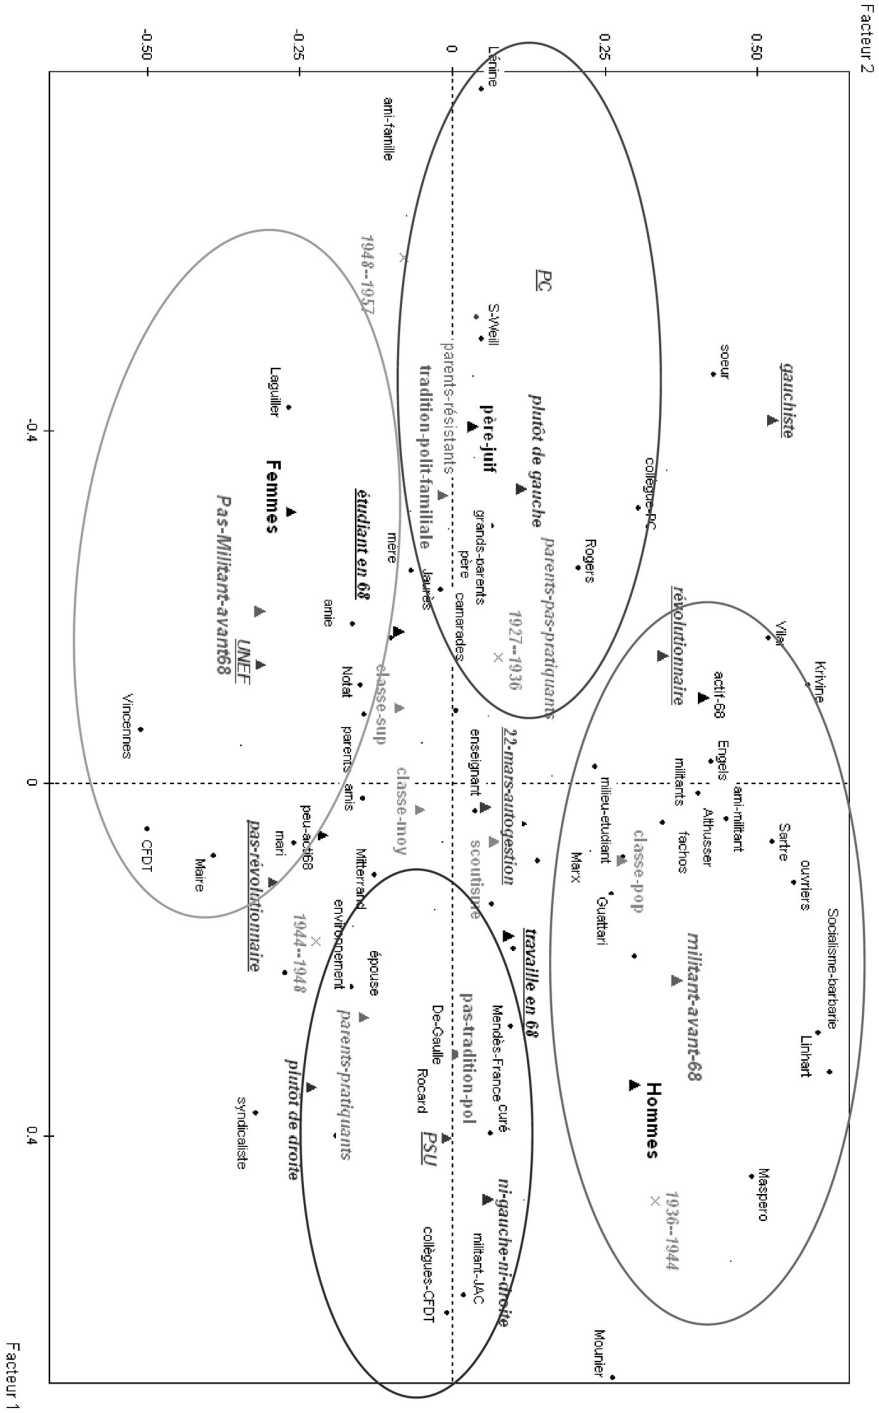 Facteur 2
0.50
0.25
0
-0.25
-0.50
-0.4
0
0.4
Facteur 1
Lénine
ami-famille
1948--1957
PC
S-Weill
soeur
gauchiste
parents-résistants
tradition-polit-familiale
père-juif
plutôt de gauche
collègue-PC
Laguiller
Femmes
Pas-Militant-avant68
UNEF
étudiant en 68
mère
Jaurès
père
grands-parents
camarades
parents-pas-pratiquants
Rogers
1927--1936
révolutionnaire
Vilar
Krivine
actif-68
amie
Notat
classe-sup
Vincennes
parents
amis
enseignant
22-mars-autogestion
Engels
militants
ami-militant
Althusser
fachos
milieu-etudiant
classe-pop
Sartre
ouvriers
Socialisme-barbarie
classe-moy
scoutisme
Marx
Guattari
peu-acti68
mari
pas-révolutionnaire
CFDT
Maire
Mitterrand
environnement
1944--1948
épouse
parents-pratiquants
travaille en 68
militant-avant-68
Linhart
De-Gaulle
pas-tradition-pol
Mendès-France
Rocard
curé
PSU
plutôt de droite
syndicaliste
Hommes
Maspero
1936--1944
ni-gauche-ni-droite
militant-JAC
collègues-CFDT
Mounier